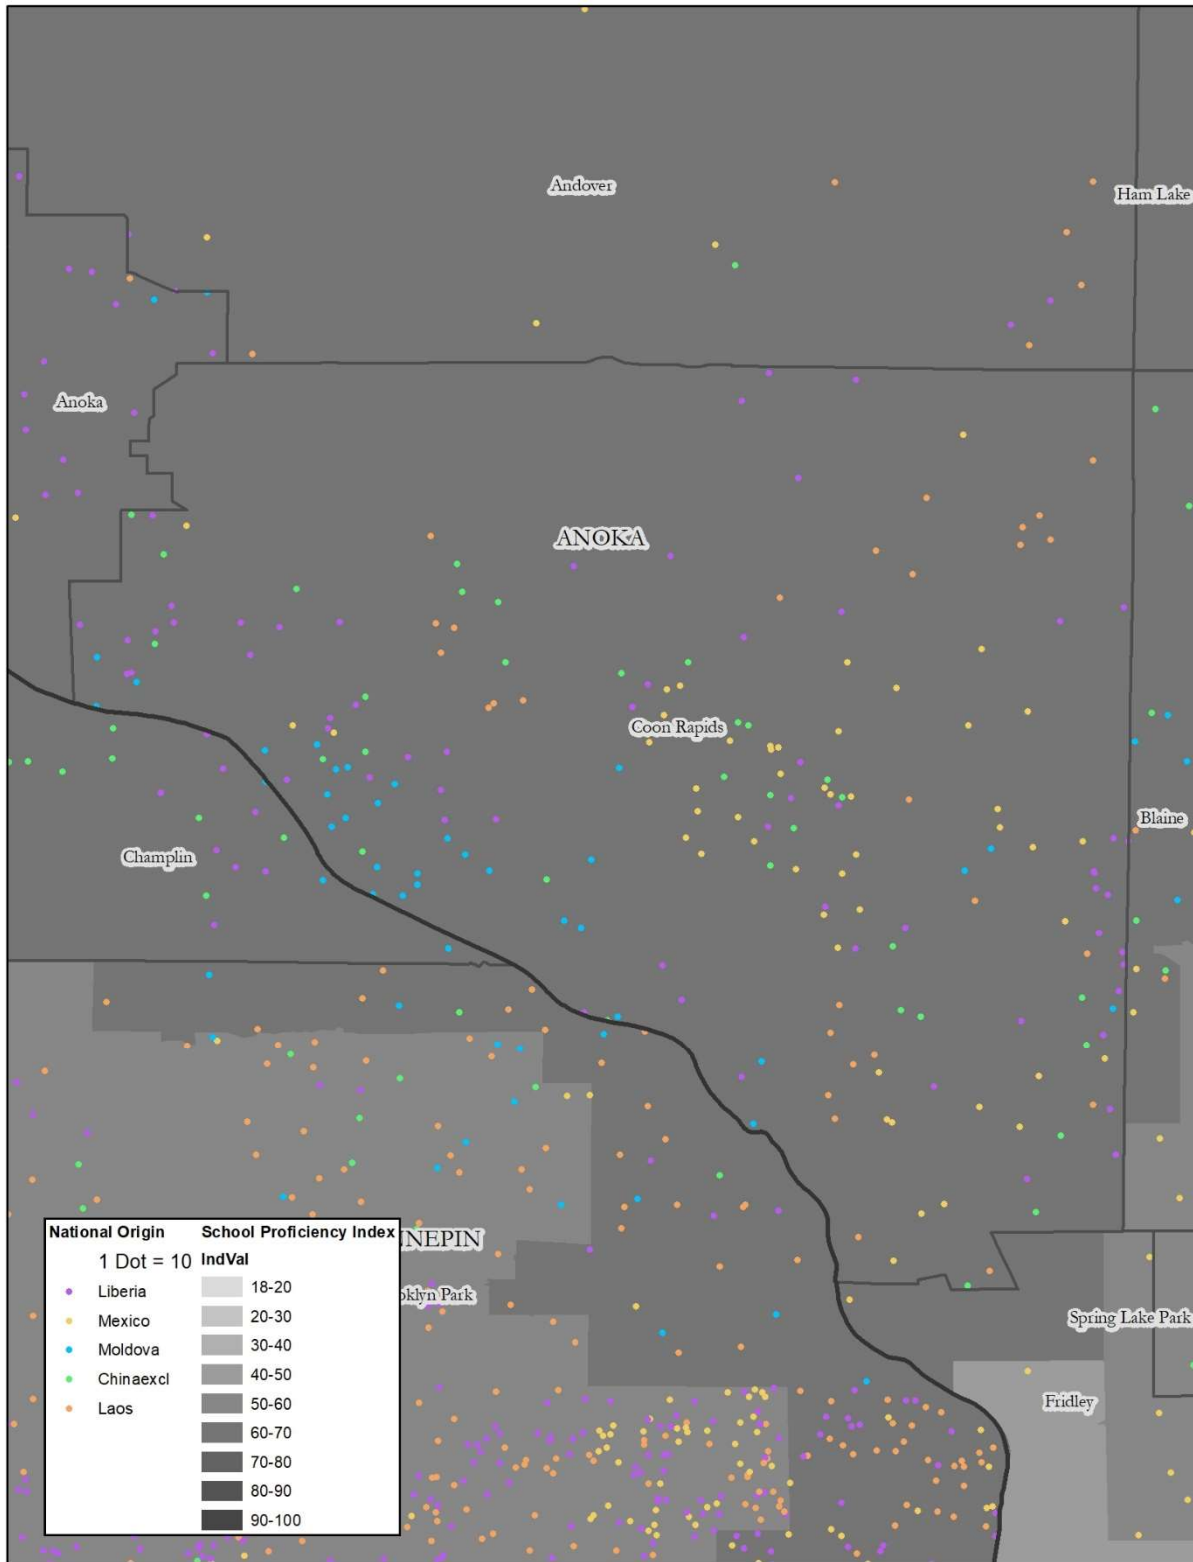 Andover
Ham Lake
Anoka
ANOKA
Coon Rapids
Blaine
Champlin
NNEPIN
oklyn Park
Spring Lake Park
Fridley
National Origin
1 Dot = 10
Liberia
Mexico
Moldova
Chinaexcl
Laos
School Proficiency Index
IndVal
18-20
20-30
30-40
40-50
50-60
60-70
70-80
80-90
90-100